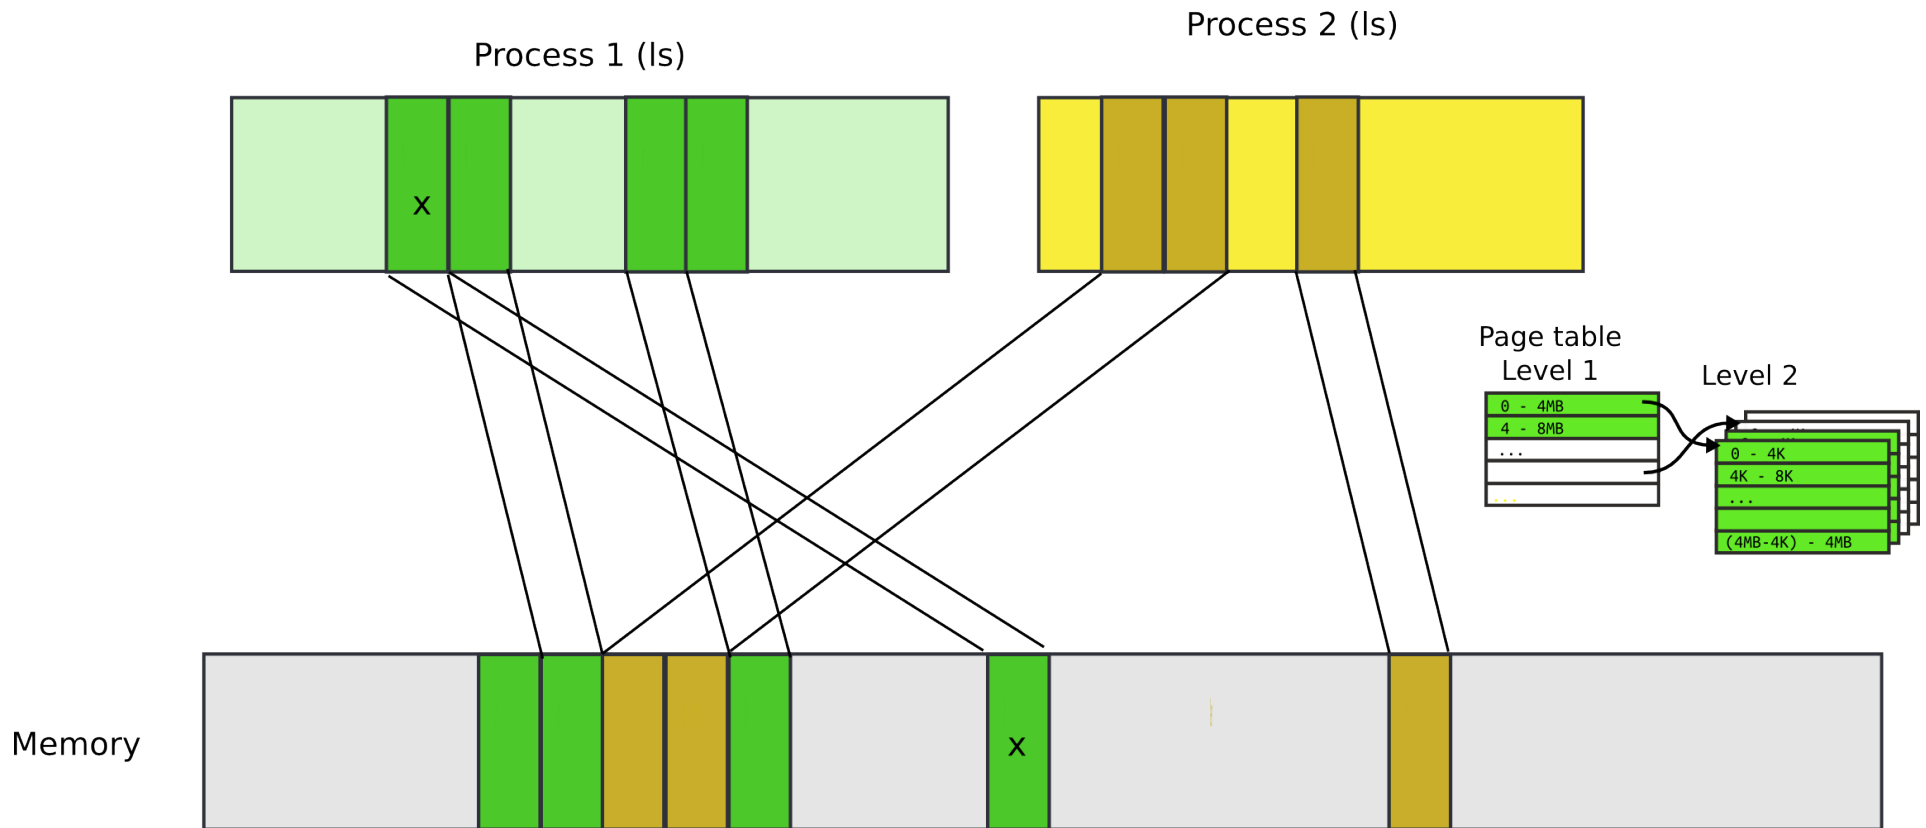 Process 1 (ls)
Process 2 (ls)
x
Page table
Level 1
0 - 4MB
4 - 8MB
...
...
Level 2
0 - 4K
4K - 8K
...
(4MB-4K) - 4MB
Memory
x